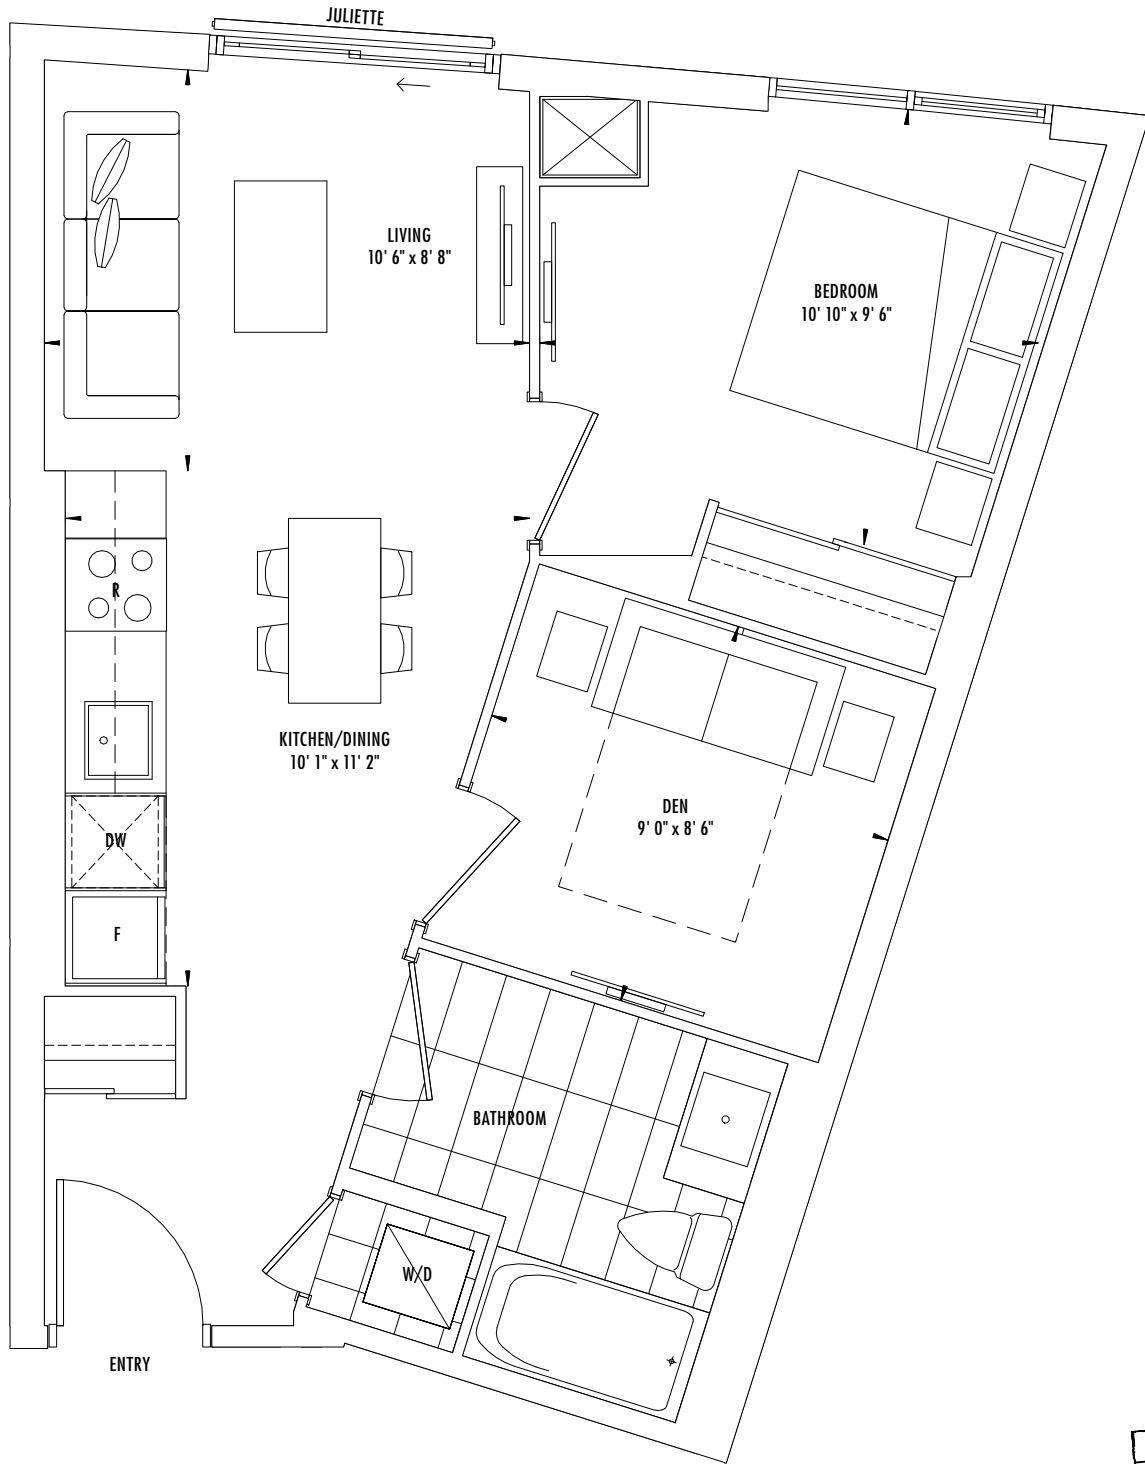 JULIETTE
LIVING
10' 6" x 8' 8"
BEDROOM
10' 10" x 9' 6"
R
KITCHEN/DINING
10' 1" x 11' 2"
DEN
9' 0" x 8' 6"
DW
F
BATHROOM
W/D
ENTRY